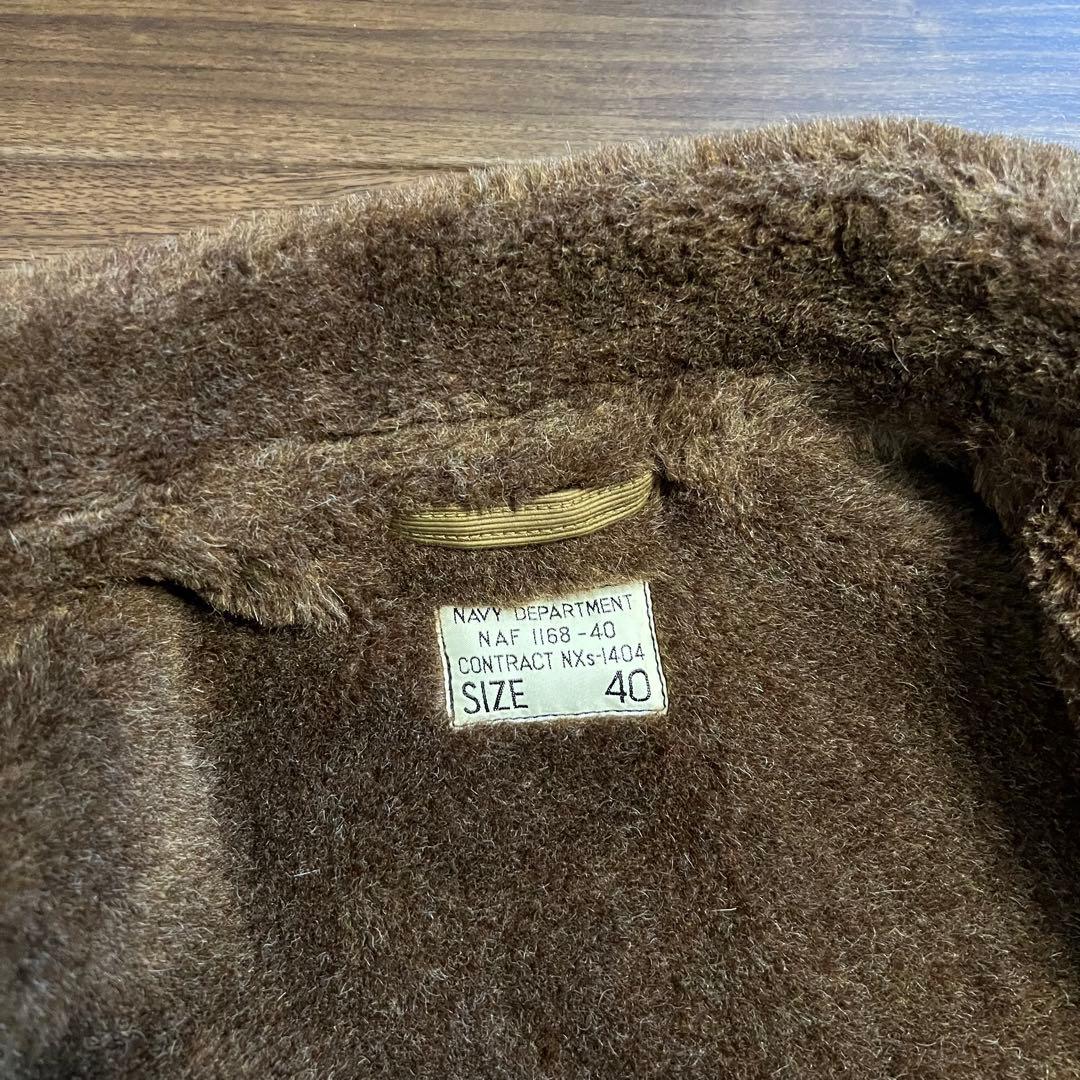 NAVY DEPARTMENT
NAF 1168-40
CONTRACT NXs-1404
SIZE 40